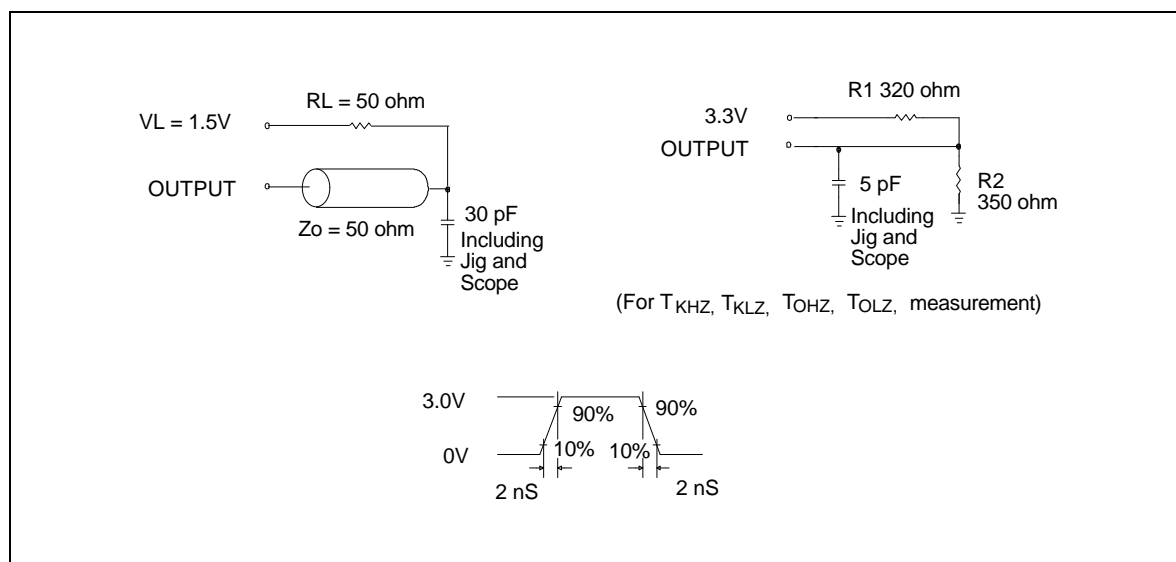 RL = 50 ohm
VL = 1.5V
OUTPUT
Zo = 50 ohm
30 pF
Including
Jig and
Scope
R1 320 ohm
3.3V
OUTPUT
5 pF
Including
Jig and
Scope
R2
350 ohm
(For TKHZ, TKLZ, TOHZ, TOLZ, measurement)
3.0V
90%
90%
0V
10%
10%
2 nS
2 nS